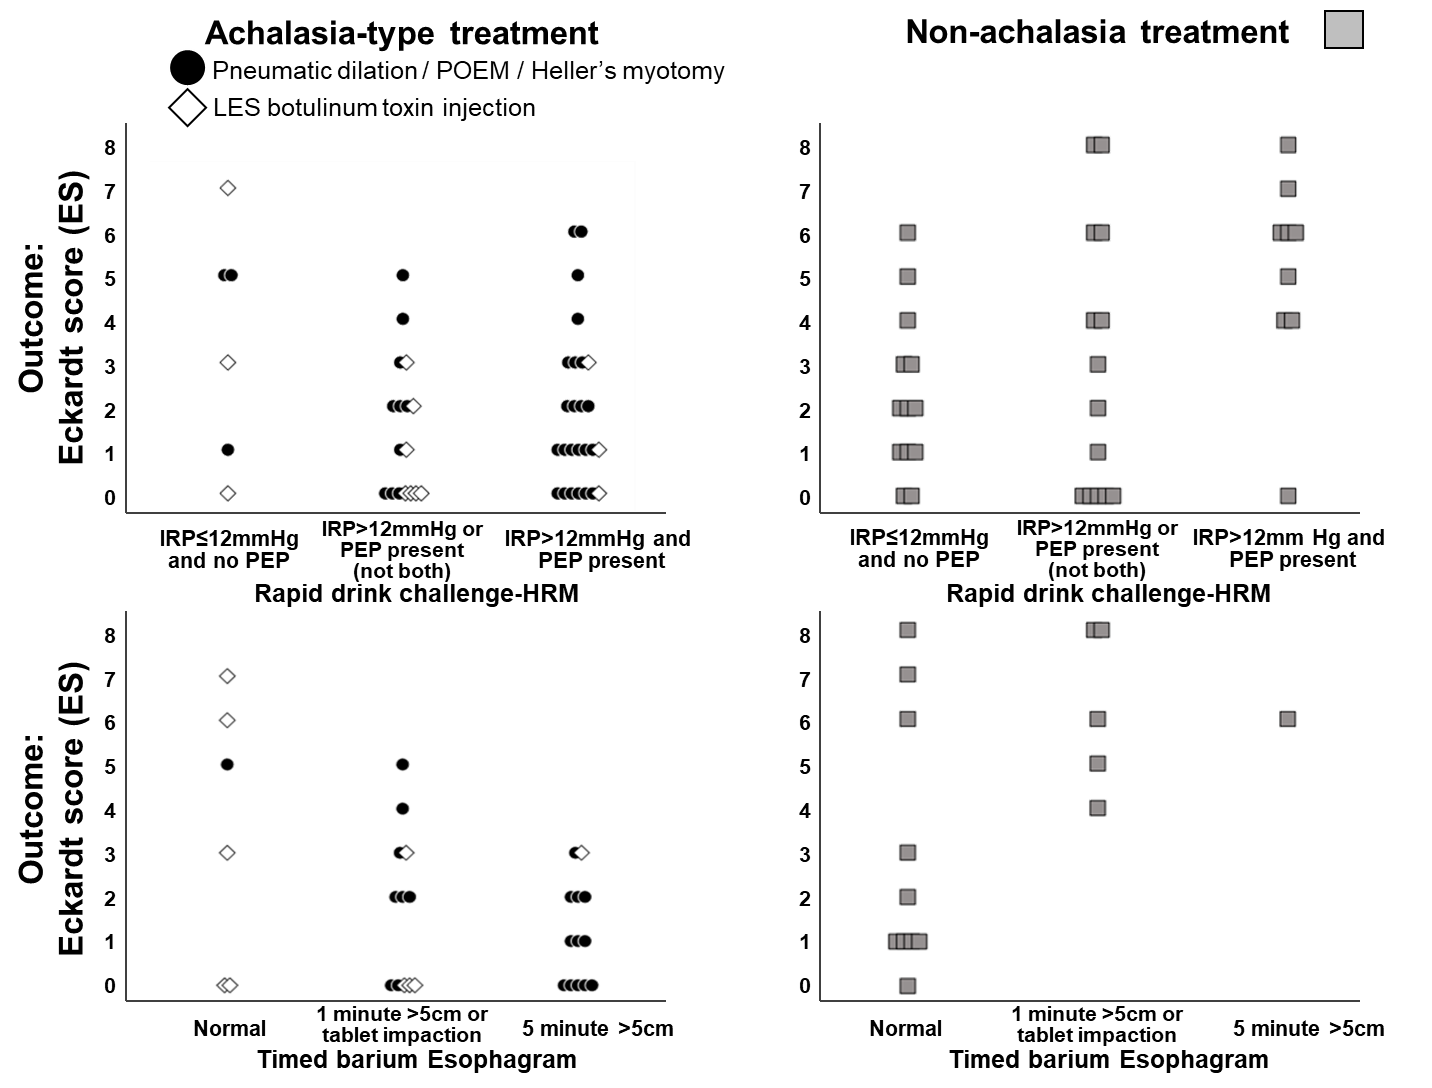 Achalasia-type treatment
Pneumatic dilation / POEM / Heller's myotomy
LES botulinum toxin injection
Non-achalasia treatment
Outcome:
Eckardt score (ES)
8
7
6
5
4
3
2
1
0
IRP≤12mmHg
and no PEP
IRP>12mmHg or
PEP present
(not both)
IRP>12mmHg and
PEP present
Rapid drink challenge-HRM
8
7
6
5
4
3
2
1
0
IRP≤12mmHg
and no PEP
IRP>12mmHg or
PEP present
(not both)
IRP>12mm Hg and
PEP present
Rapid drink challenge-HRM
Outcome:
Eckardt score (ES)
8
7
6
5
4
3
2
1
0
Normal
1 minute >5cm or
tablet impaction
5 minute >5cm
Timed barium Esophagram
8
7
6
5
4
3
2
1
0
Normal
1 minute >5cm or
tablet impaction
5 minute >5cm
Timed barium Esophagram